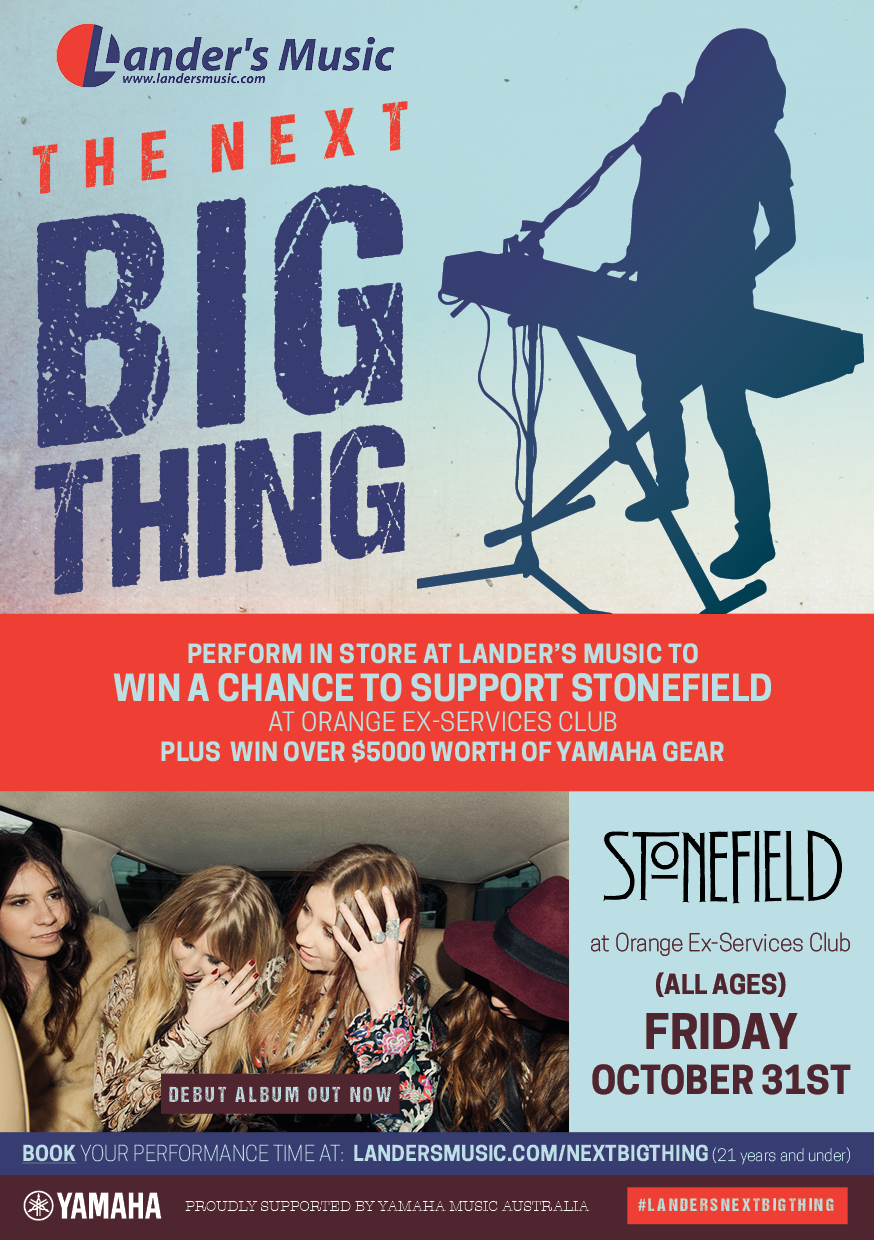 Lander's Music
www.landersmusic.com
THE NEXT
BIG
THING
PERFORM IN STORE AT LANDER'S MUSIC TO
WIN A CHANCE TO SUPPORT STONEFIELD
AT ORANGE EX-SERVICES CLUB
PLUS WIN OVER $5000 WORTH OF YAMAHA GEAR
STONEFIELD
at Orange Ex-Services Club
(ALL AGES)
FRIDAY
OCTOBER 31ST
DEBUT ALBUM OUT NOW
BOOK YOUR PERFORMANCE TIME AT: LANDERSMUSIC.COM/NEXTBIGTHING (21 years and under)
YAMAHA PROUDLY SUPPORTED BY YAMAHA MUSIC AUSTRALIA #LANDERSNEXTBIGTHING